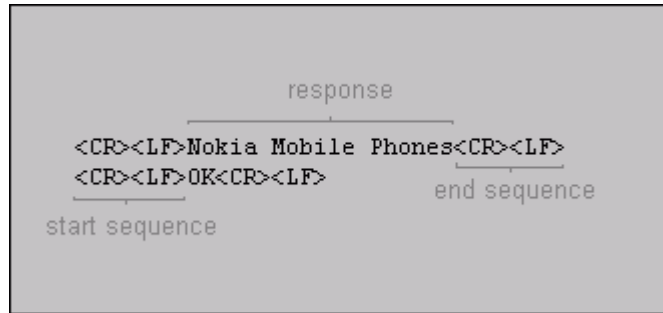 response
<CR><LF>Nokia Mobile Phones<CR><LF>
<CR><LF>OK<CR><LF>
end sequence
start sequence